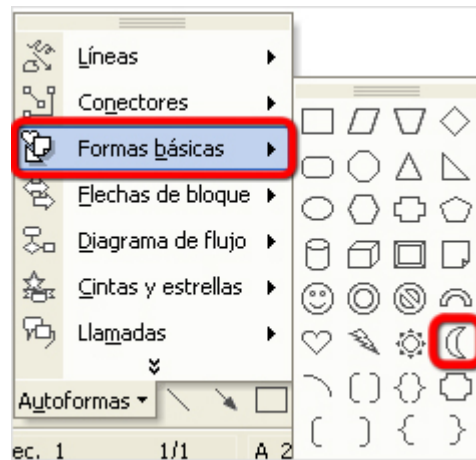 Líneas
Conectores
Formas básicas
Flechas de bloque
Diagrama de flujo
Cintas y estrellas
Llamadas
Autoformas
ec. 1 1/1 A 2